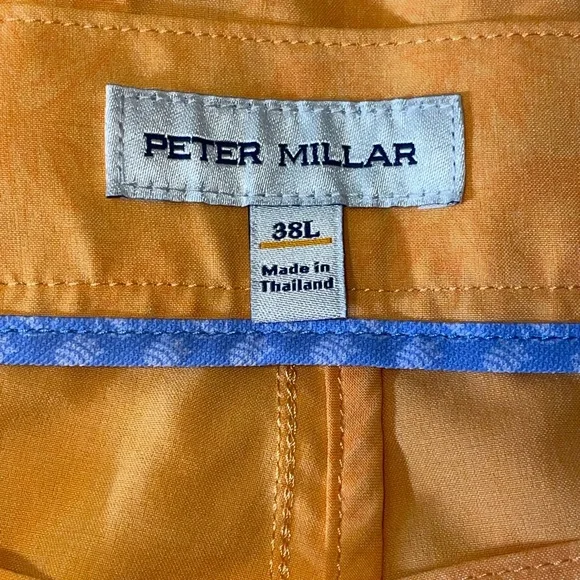 PETER MILLAR
38L
Made in
Thailand